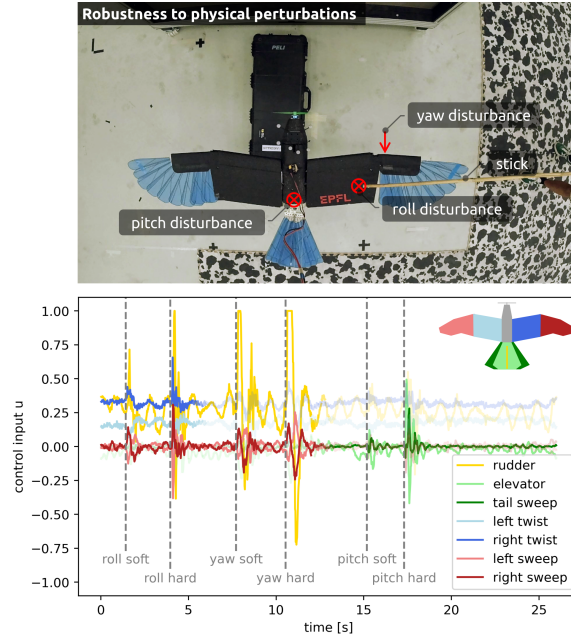 Robustness to physical perturbations
PELI
yaw disturbance
stick
EPFL
roll disturbance
pitch disturbance
1.00
0.75
0.50
0.25
0.00
−0.25
−0.50
−0.75
−1.00
control input u
roll soft
roll hard
yaw soft
yaw hard
pitch soft
pitch hard
rudder
elevator
tail sweep
left twist
right twist
left sweep
right sweep
0
5
10
15
20
25
time [s]